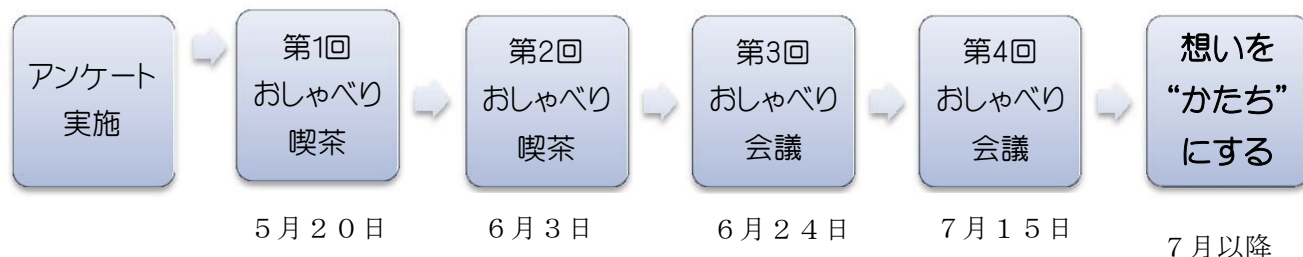 アンケート
実施
第1回
おしゃべり
喫茶
第2回
おしゃべり
喫茶
第3回
おしゃべり
会議
第4回
おしゃべり
会議
想いを
“かたち”
にする
５月２０日
６月３日
６月２４日
７月１５日
７月以降